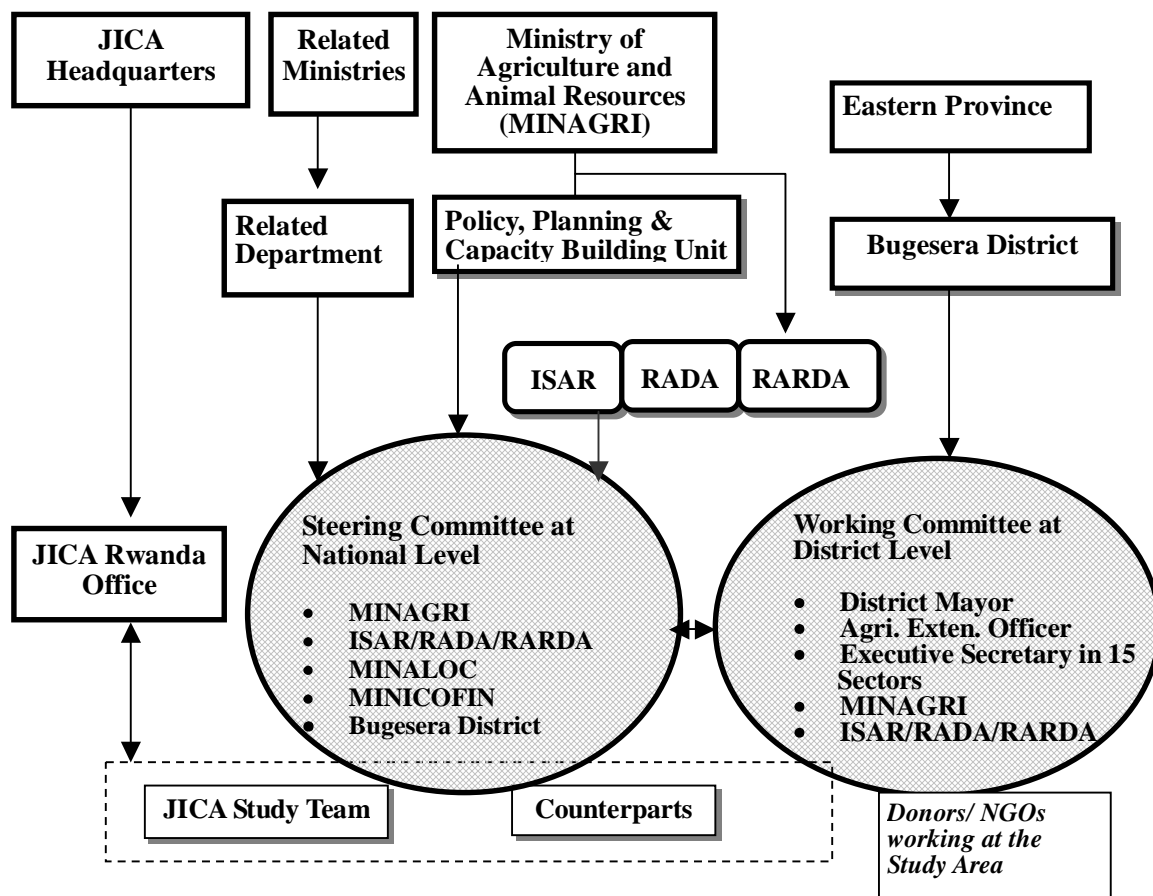 JICA
Headquarters
Related
Ministries
Ministry of
Agriculture and
Animal Resources
(MINAGRI)
Eastern Province
Related
Department
Policy, Planning &
Capacity Building Unit
Bugesera District
ISAR
RADA
RARDA
JICA Rwanda
Office
Steering Committee at
National Level
• MINAGRI
• ISAR/RADA/RARDA
• MINALOC
• MINICOFIN
• Bugesera District
Working Committee at
District Level
• District Mayor
• Agri. Exten. Officer
• Executive Secretary in 15
Sectors
• MINAGRI
• ISAR/RADA/RARDA
JICA Study Team
Counterparts
Donors/ NGOs
working at the
Study Area